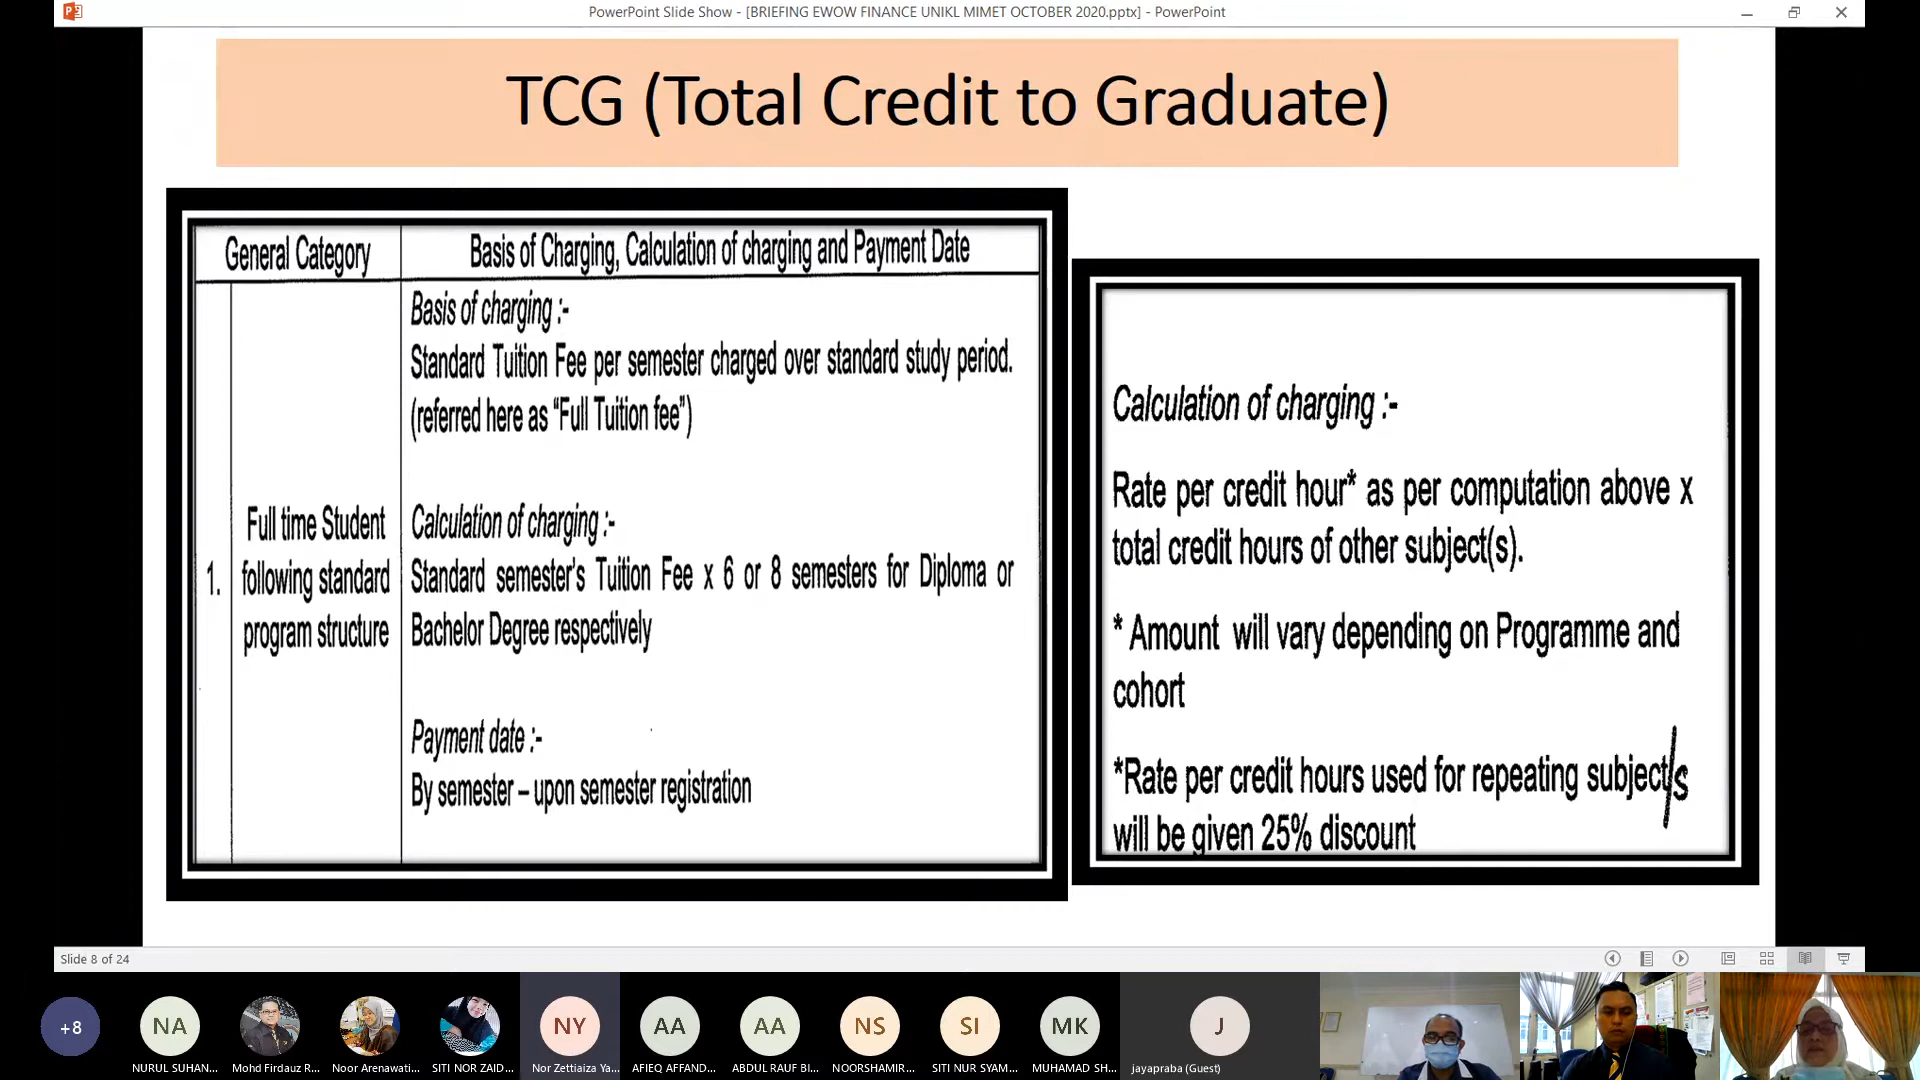 PowerPoint Slide Show - [BRIEFING EWOW FINANCE UNIKL MIMET OCTOBER 2020.pptx] - PowerPoint
TCG (Total Credit to Graduate)
General Category
Basis of Charging, Calculation of charging and Payment Date
1.
Full time Student
following standard
program structure
Basis of charging :-
Standard Tuition Fee per semester charged over standard study period.
(referred here as “Full Tuition fee”)
Calculation of charging :-
Standard semester's Tuition Fee x 6 or 8 semesters for Diploma or
Bachelor Degree respectively
Payment date :-
By semester – upon semester registration
Calculation of charging :-
Rate per credit hour* as per computation above x
total credit hours of other subject(s).
* Amount will vary depending on Programme and
cohort
*Rate per credit hours used for repeating subject/s
will be given 25% discount
Slide 8 of 24
+8
NA
NY
AA
AA
NS
SI
MK
J
NURUL SUHAN...
Mohd Firdauz R...
Noor Arenawati...
SITI NOR ZAID...
Nor Zettiaiza Ya...
AFIEQ AFFAND...
ABDUL RAUF BI...
NOORSHAMIR...
SITI NUR SYAM...
MUHAMAD SH...
jayapraba (Guest)